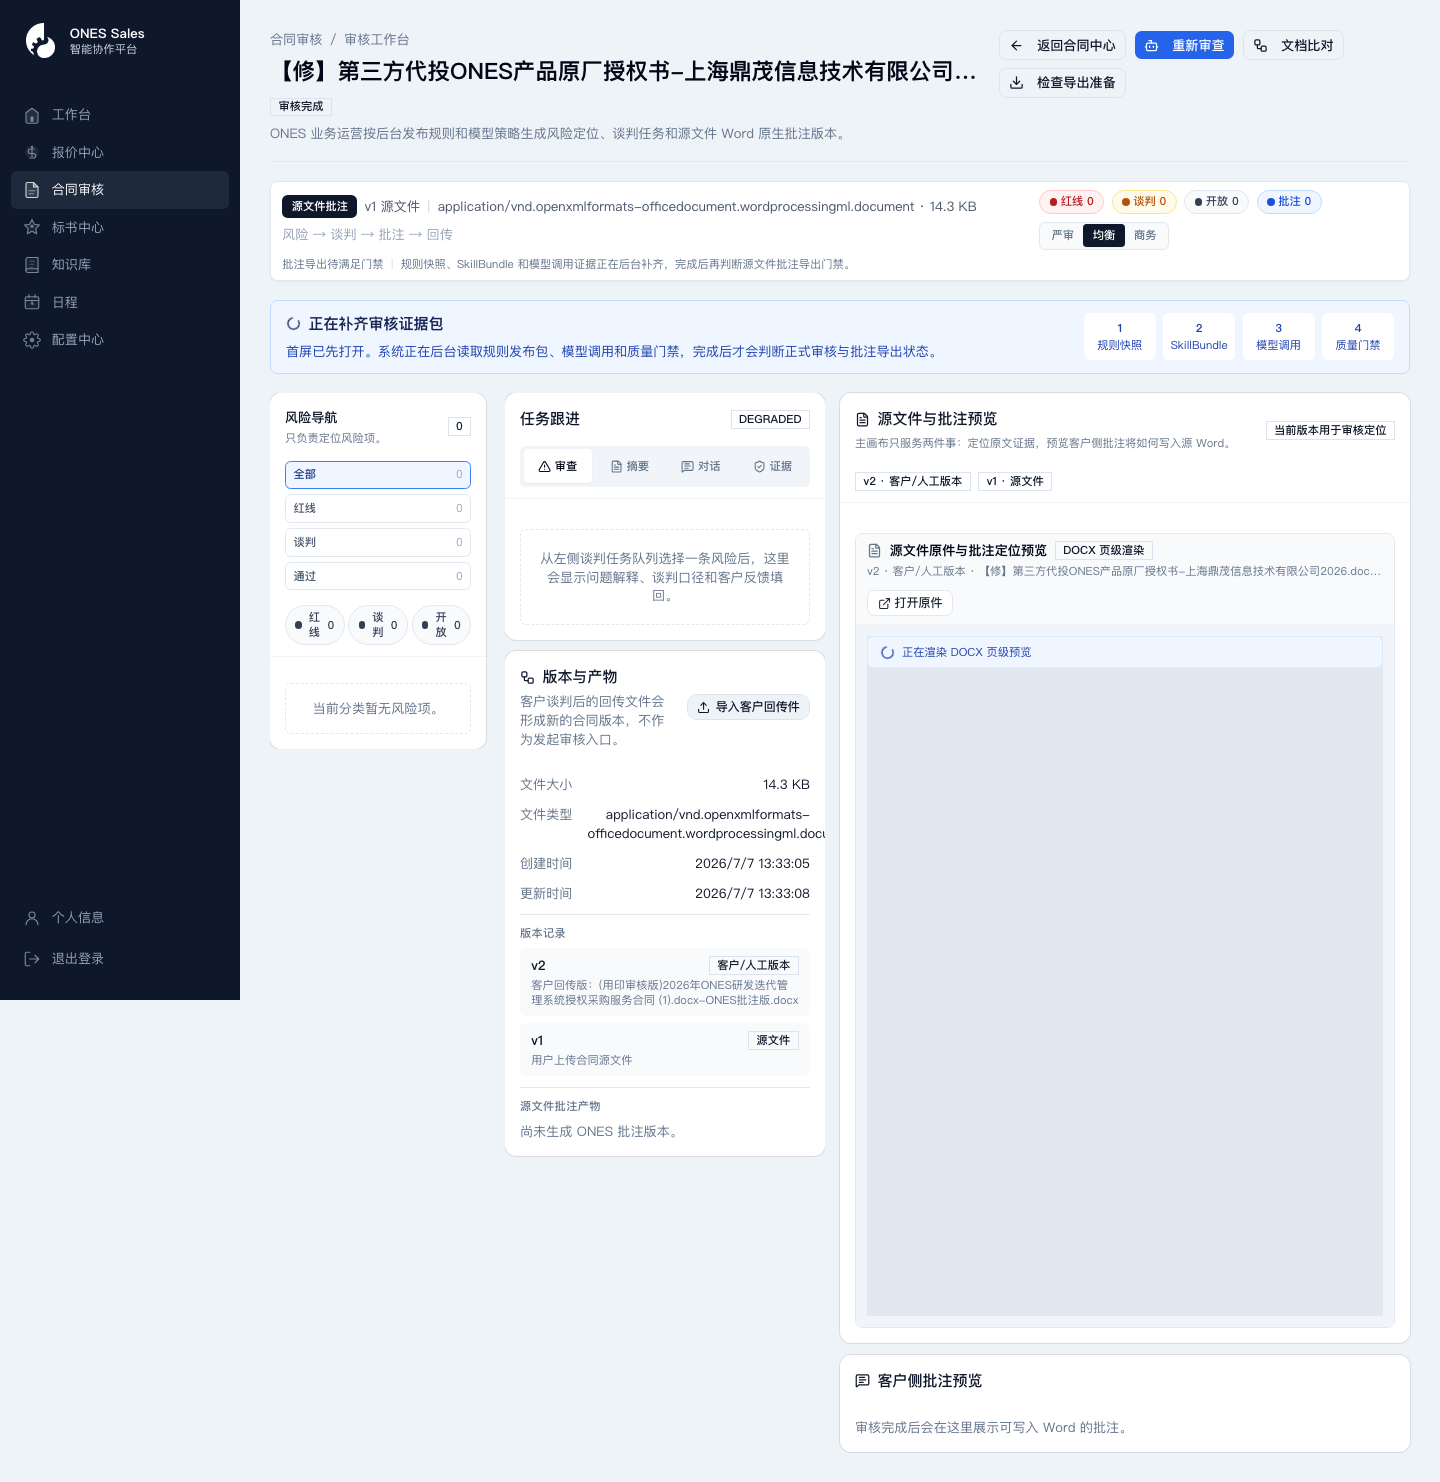 ONES Sales
智能协作平台
工作台
报价中心
合同审核
标书中心
知识库
日程
配置中心
个人信息
退出登录
合同审核 / 审核工作台
【修】第三方代投ONES产品原厂授权书-上海鼎茂信息技术有限公司...
审核完成
ONES 业务运营按后台发布规则和模型策略生成风险定位、谈判任务和源文件 Word 原生批注版本。
返回合同中心
重新审查
文档比对
检查导出准备
源文件批注 v1 源文件 | application/vnd.openxmlformats-officedocument.wordprocessingml.document · 14.3 KB
风险 → 谈判 → 批注 → 回传
批注导出待满足门禁 | 规则快照、SkillBundle 和模型调用证据正在后台补齐，完成后再判断源文件批注导出门禁。
红线 0
谈判 0
开放 0
批注 0
严审
均衡
商务
正在补齐审核证据包
首屏已先打开。系统正在后台读取规则发布包、模型调用和质量门禁，完成后才会判断正式审核与批注导出状态。
1
规则快照
2
SkillBundle
3
模型调用
4
质量门禁
风险导航
只负责定位风险项。
0
全部 0
红线 0
谈判 0
通过 0
红线 0
谈判 0
开放 0
当前分类暂无风险项。
任务跟进
DEGRADED
审查
摘要
对话
证据
从左侧谈判任务队列选择一条风险后，这里
会显示问题解释、谈判口径和客户反馈填
回。
版本与产物
客户谈判后的回传文件会
形成新的合同版本，不作
为发起审核入口。
导入客户回传件
文件大小 14.3 KB
文件类型 application/vnd.openxmlformats-
officedocument.wordprocessingml.docu
创建时间 2026/7/7 13:33:05
更新时间 2026/7/7 13:33:08
版本记录
v2 客户/人工版本
客户回传版：(用印审核版)2026年ONES研发迭代管
理系统授权采购服务合同 (1).docx-ONES批注版.docx
v1 源文件
用户上传合同源文件
源文件批注产物
尚未生成 ONES 批注版本。
源文件与批注预览
主画布只服务两件事：定位原文证据，预览客户侧批注将如何写入源 Word。
当前版本用于审核定位
v2 · 客户/人工版本
v1 · 源文件
源文件原件与批注定位预览
DOCX 页级渲染
v2 · 客户/人工版本 · 【修】第三方代投ONES产品原厂授权书-上海鼎茂信息技术有限公司2026.doc...
打开原件
正在渲染 DOCX 页级预览
客户侧批注预览
审核完成后会在这里展示可写入 Word 的批注。